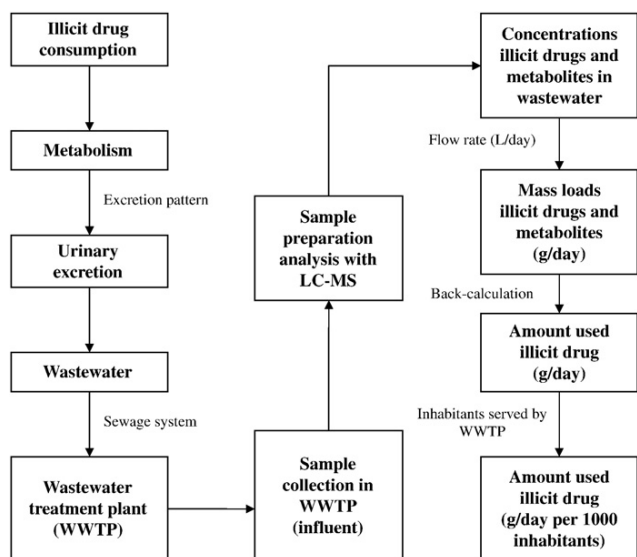 Illicit drug
consumption
Metabolism
Excretion pattern
Urinary
excretion
Wastewater
Sewage system
Wastewater
treatment plant
(WWTP)
Sample
collection in
WWTP
(influent)
Sample
preparation
analysis with
LC-MS
Concentrations
illicit drugs and
metabolites in
wastewater
Flow rate (L/day)
Mass loads
illicit drugs and
metabolites
(g/day)
Back-calculation
Amount used
illicit drug
(g/day)
Inhabitants served by
WWTP
Amount used
illicit drug
(g/day per 1000
inhabitants)